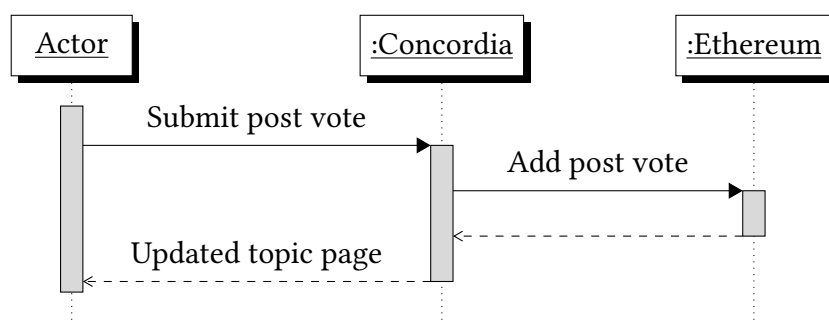 Actor
:Concordia
:Ethereum
Submit post vote
Add post vote
Updated topic page